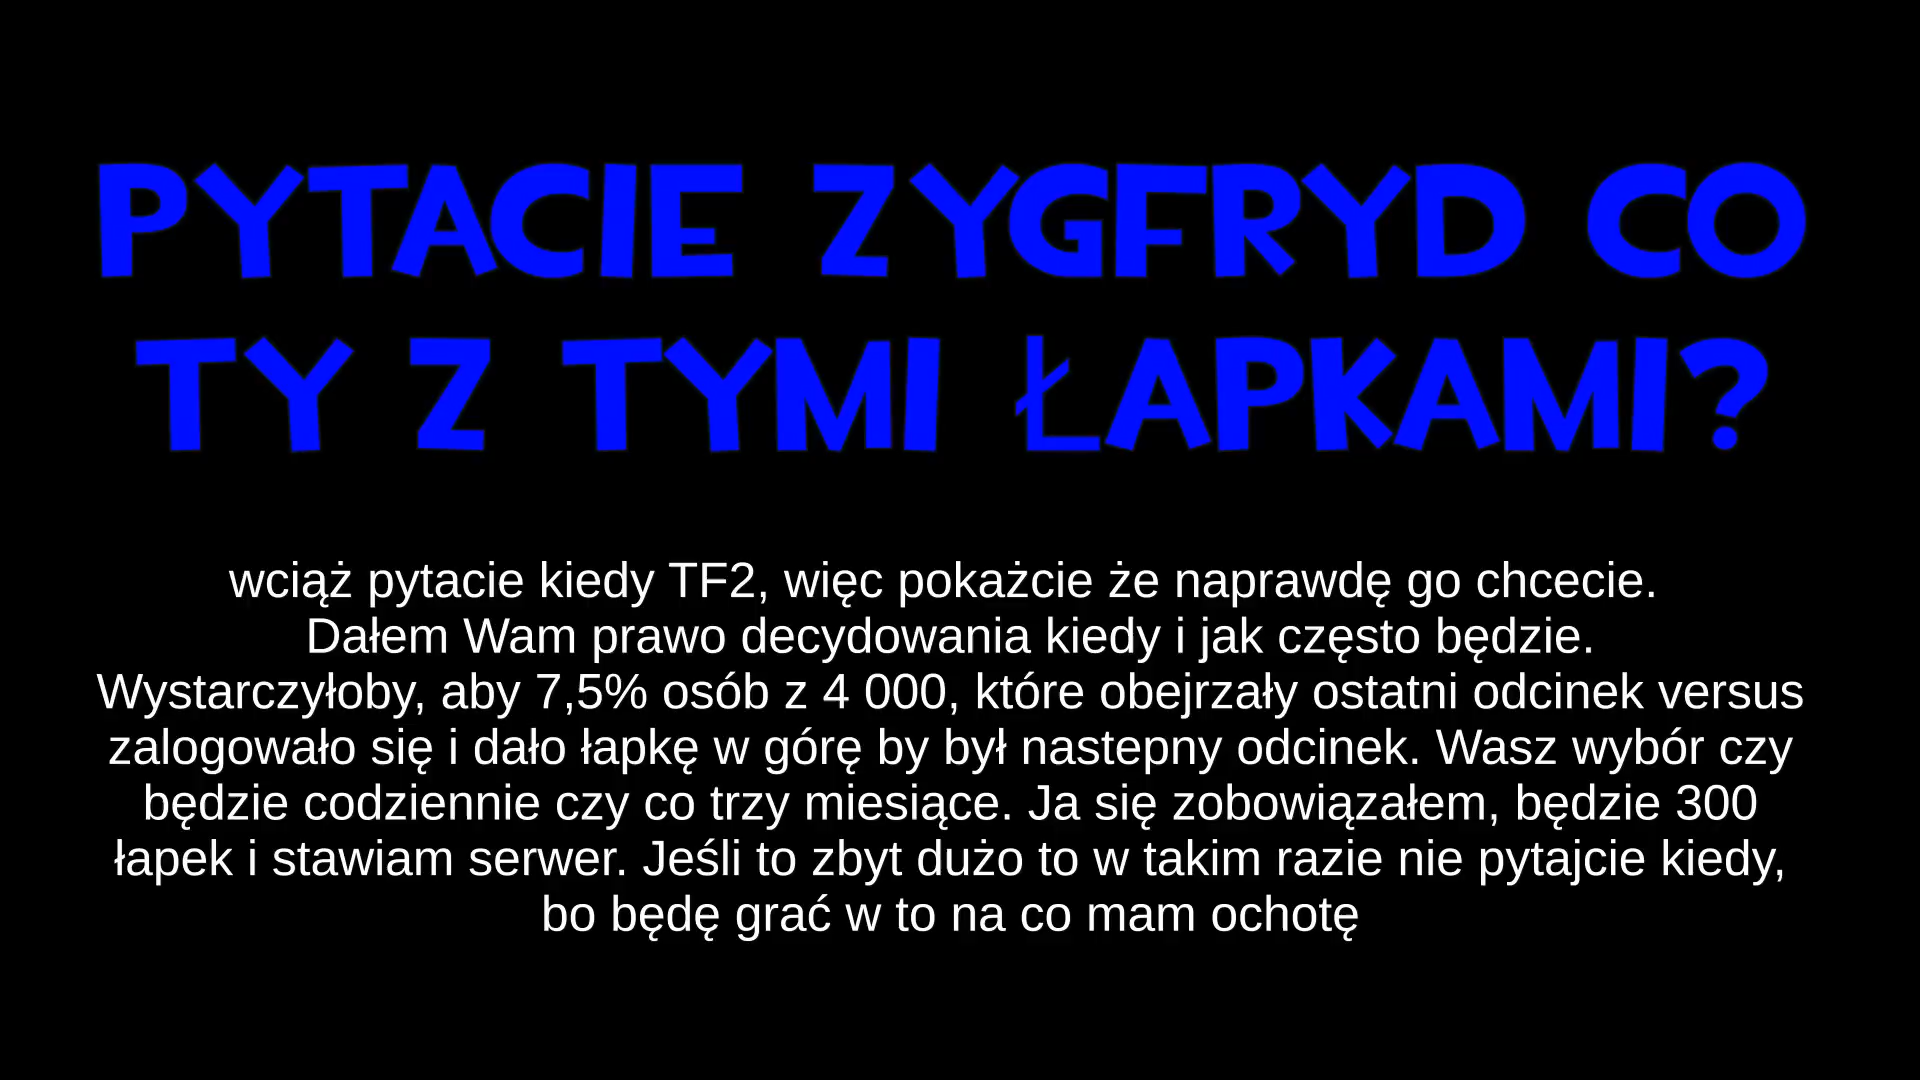 PYTACIE ZYGFRYD CO
TY Z TYMI ŁAPKAMI?
wciąż pytacie kiedy TF2, więc pokażcie że naprawdę go chcecie.
Dałem Wam prawo decydowania kiedy i jak często będzie.
Wystarczyłoby, aby 7,5% osób z 4 000, które obejrzały ostatni odcinek versus
zalogowało się i dało łapkę w górę by był nastepny odcinek. Wasz wybór czy
będzie codziennie czy co trzy miesiące. Ja się zobowiązałem, będzie 300
łapek i stawiam serwer. Jeśli to zbyt dużo to w takim razie nie pytajcie kiedy,
bo będę grać w to na co mam ochotę